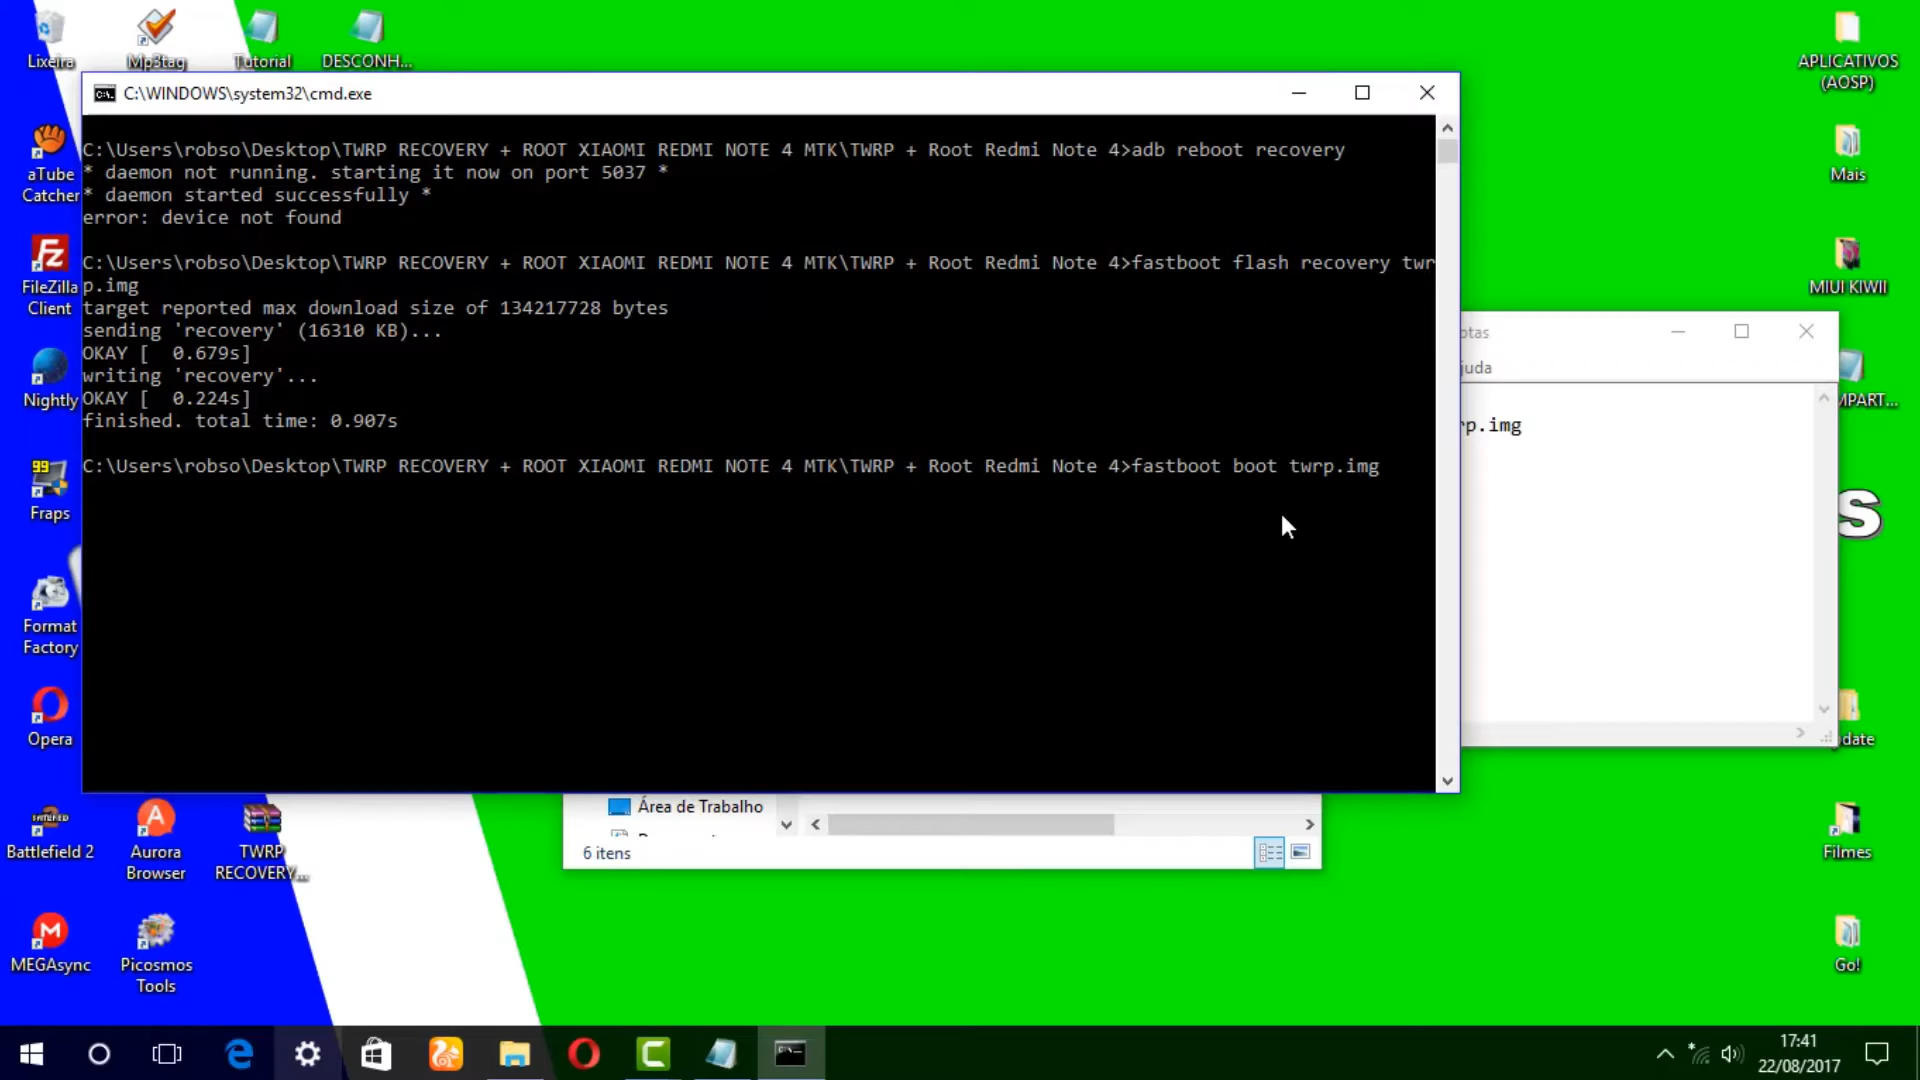 Lixeira
Mp3tag
Tutorial
DESCONH...
APLICATIVOS
(AOSP)
C:\WINDOWS\system32\cmd.exe
C:\Users\robso\Desktop\TWRP RECOVERY + ROOT XIAOMI REDMI NOTE 4 MTK\TWRP + Root Redmi Note 4>adb reboot recovery
* daemon not running. starting it now on port 5037 *
* daemon started successfully *
error: device not found
C:\Users\robso\Desktop\TWRP RECOVERY + ROOT XIAOMI REDMI NOTE 4 MTK\TWRP + Root Redmi Note 4>fastboot flash recovery twr
p.img
target reported max download size of 134217728 bytes
sending 'recovery' (16310 KB)...
OKAY [  0.679s]
writing 'recovery'...
OKAY [  0.224s]
finished. total time: 0.907s
C:\Users\robso\Desktop\TWRP RECOVERY + ROOT XIAOMI REDMI NOTE 4 MTK\TWRP + Root Redmi Note 4>fastboot boot twrp.img
aTube
Catcher
FileZilla
Client
Nightly
99
Fraps
Format
Factory
Opera
Mais
MIUI KIWII
otas
juda
rp.img
MPART...
S
date
Área de Trabalho
6 itens
Battlefield 2
Aurora
Browser
TWRP
RECOVERY...
Filmes
MEGAsync
Picosmos
Tools
Go!
17:41
22/08/2017